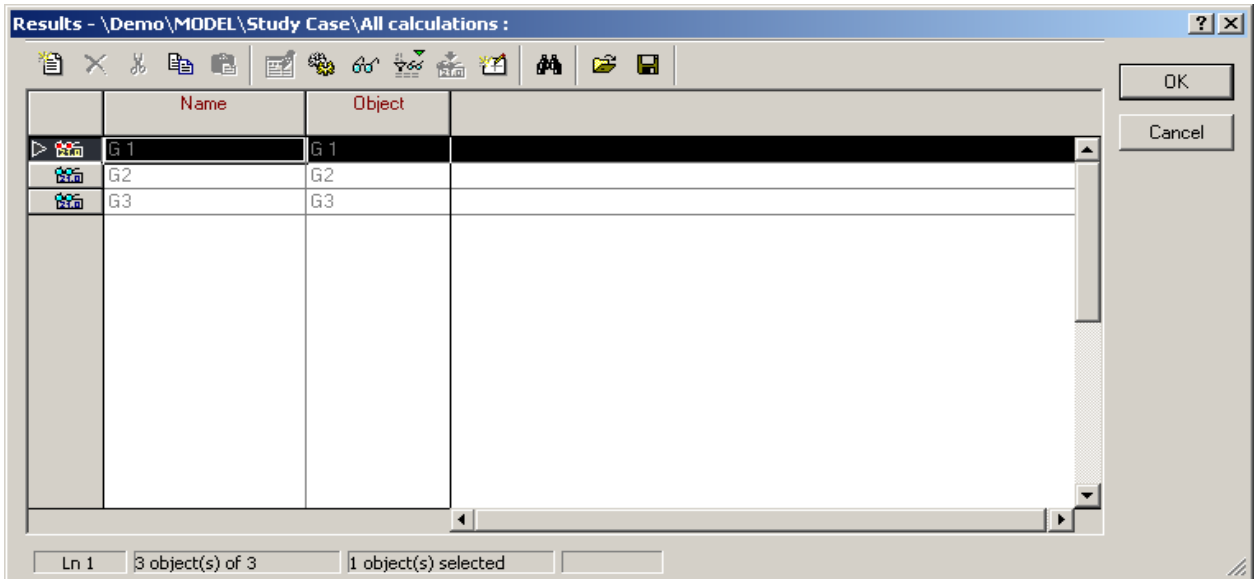 Results - \Demo\MODEL\Study Case\All calculations :
OK
Cancel
Name Object
G 1 G 1
G2 G2
G3 G3
Ln 1 3 object(s) of 3 1 object(s) selected